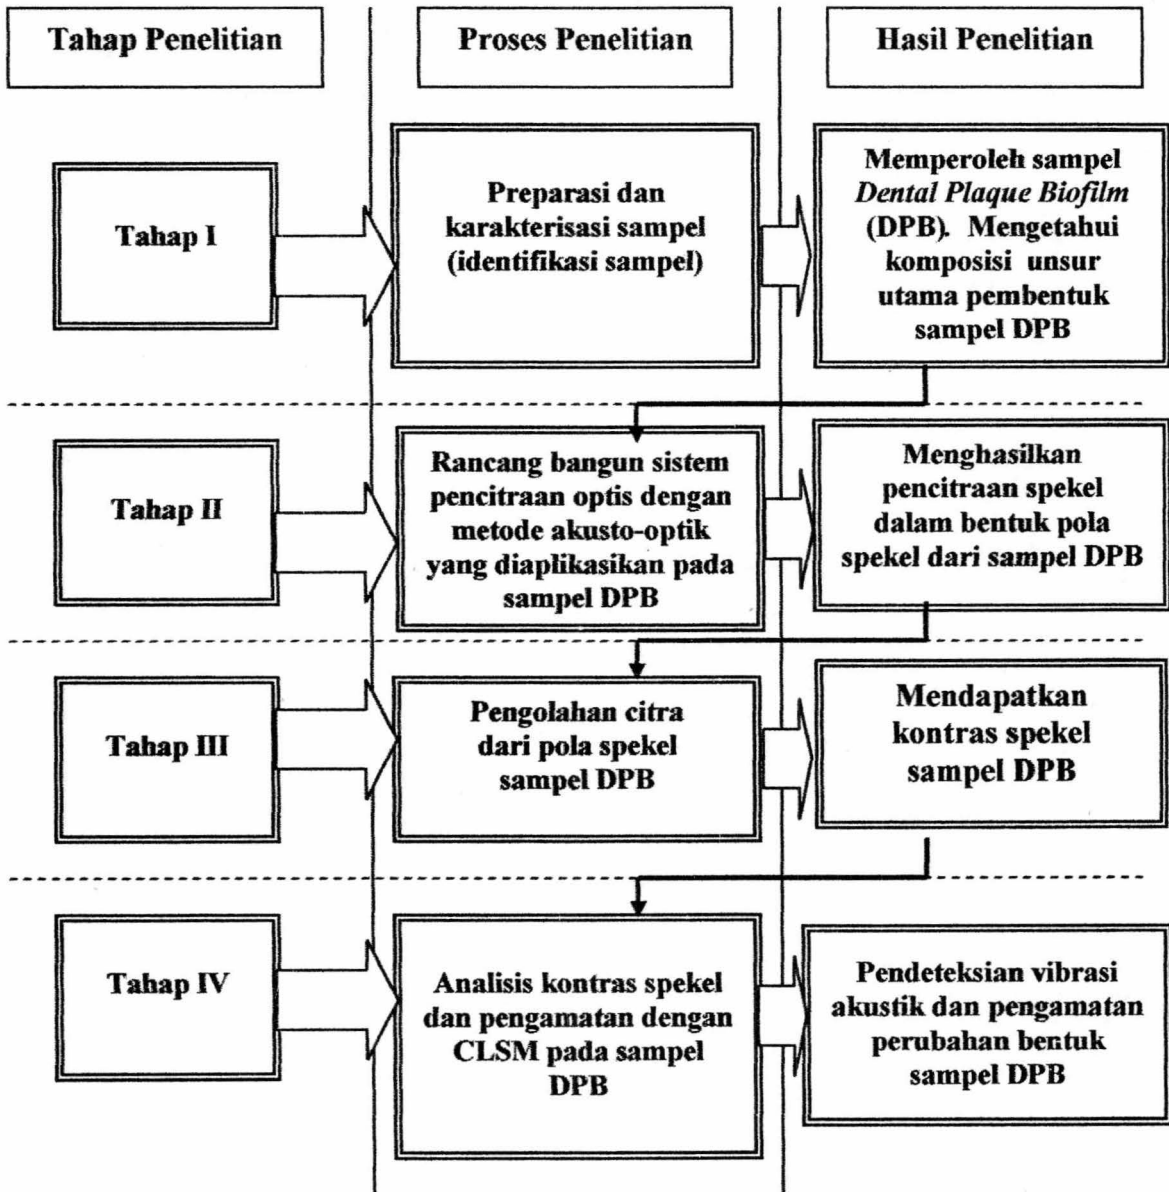 Tahap Penelitian
Proses Penelitian
Hasil Penelitian
Tahap I
Preparasi dan
karakterisasi sampel
(identifikasi sampel)
Memperoleh sampel
Dental Plaque Biofilm
(DPB). Mengetahui
komposisi unsur
utama pembentuk
sampel DPB
Tahap II
Rancang bangun sistem
pencitraan optis dengan
metode akusto-optik
yang diaplikasikan pada
sampel DPB
Menghasilkan
pencitraan spekel
dalam bentuk pola
spekel dari sampel DPB
Tahap III
Pengolahan citra
dari pola spekel
sampel DPB
Mendapatkan
kontras spekel
sampel DPB
Tahap IV
Analisis kontras spekel
dan pengamatan dengan
CLSM pada sampel
DPB
Pendeteksian vibrasi
akustik dan pengamatan
perubahan bentuk
sampel DPB